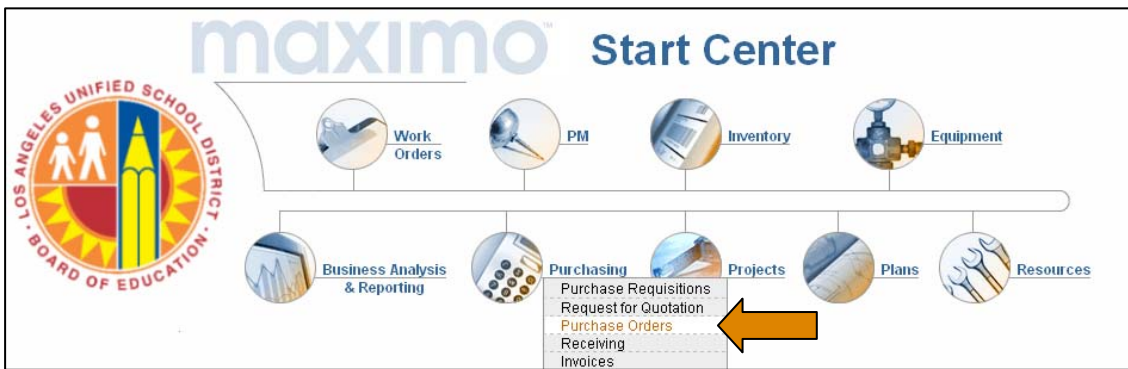 maximo™ Start Center
LOS ANGELES UNIFIED SCHOOL DISTRICT
• BOARD OF EDUCATION •
Work
Orders
PM
Inventory
Equipment
Business Analysis
& Reporting
Purchasing
Projects
Plans
Resources
Purchase Requisitions
Request for Quotation
Purchase Orders
Receiving
Invoices